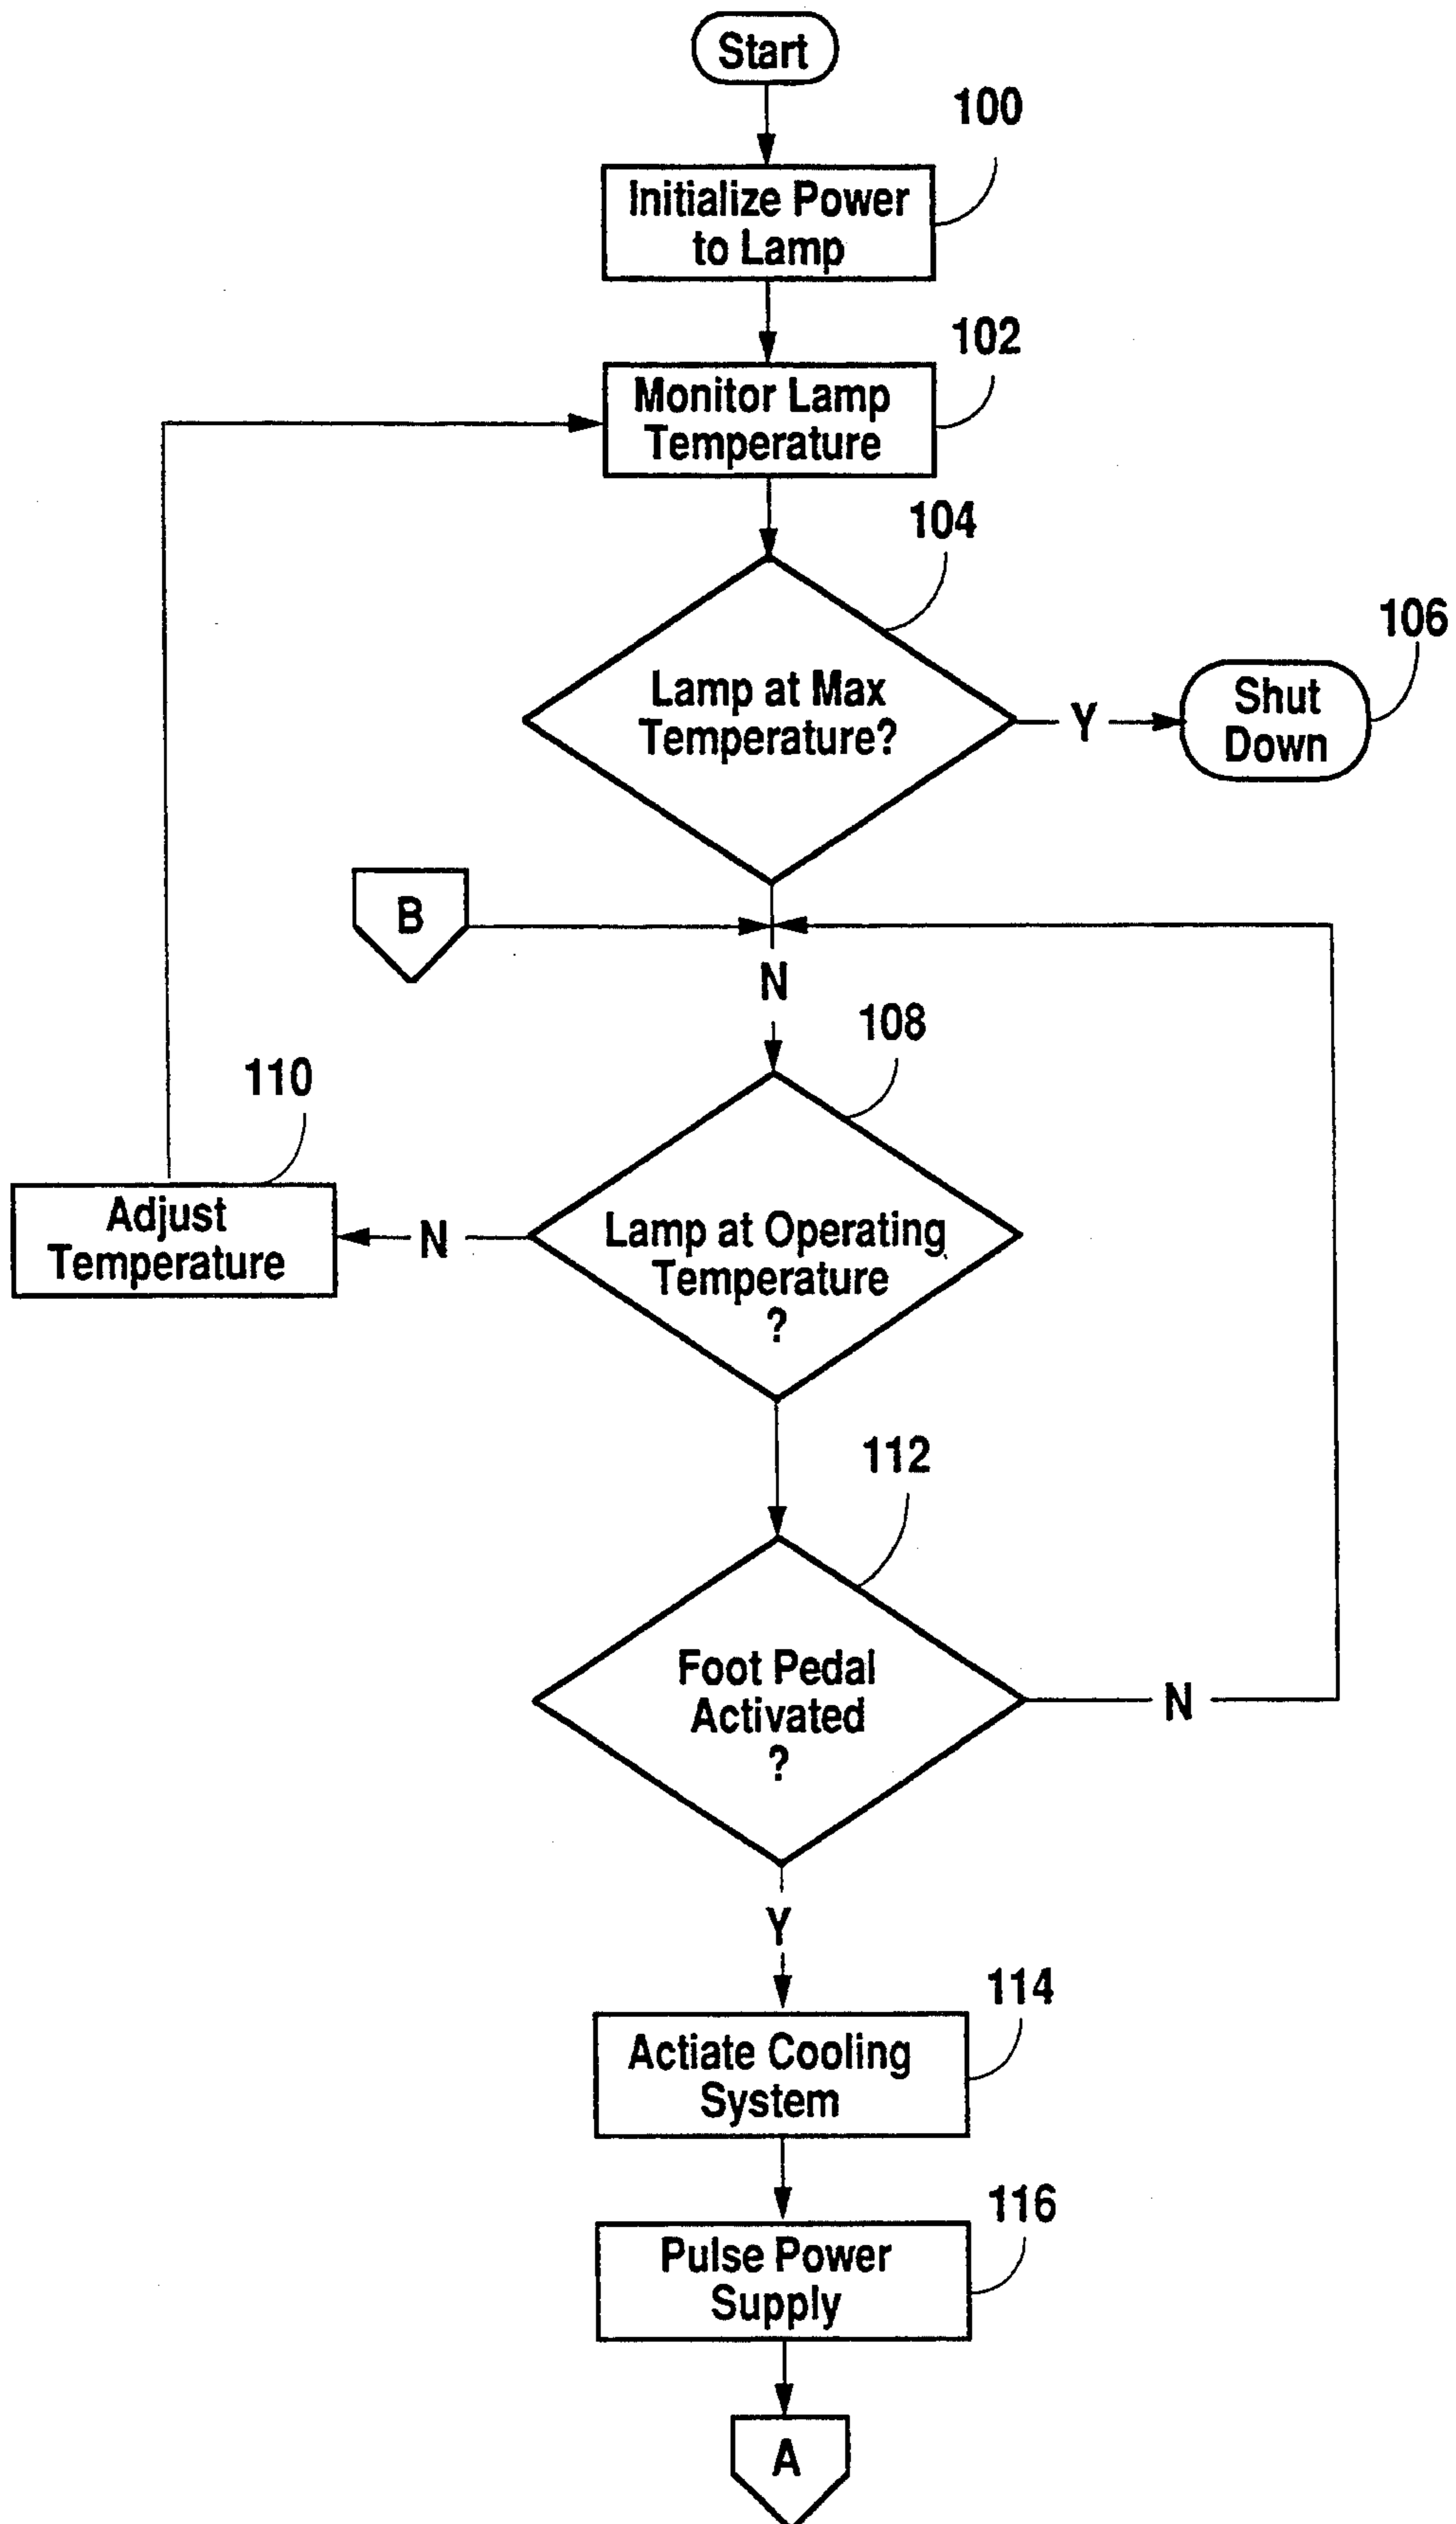 Start
100
Initialize Power
to Lamp
102
Monitor Lamp
Temperature
104
106
Lamp at Max
Temperature?
Y
Shut
Down
B
N
108
110
Adjust
Temperature
N
Lamp at Operating
Temperature
?
112
Foot Pedal
Activated
?
N
Y
114
Actiate Cooling
System
116
Pulse Power
Supply
A